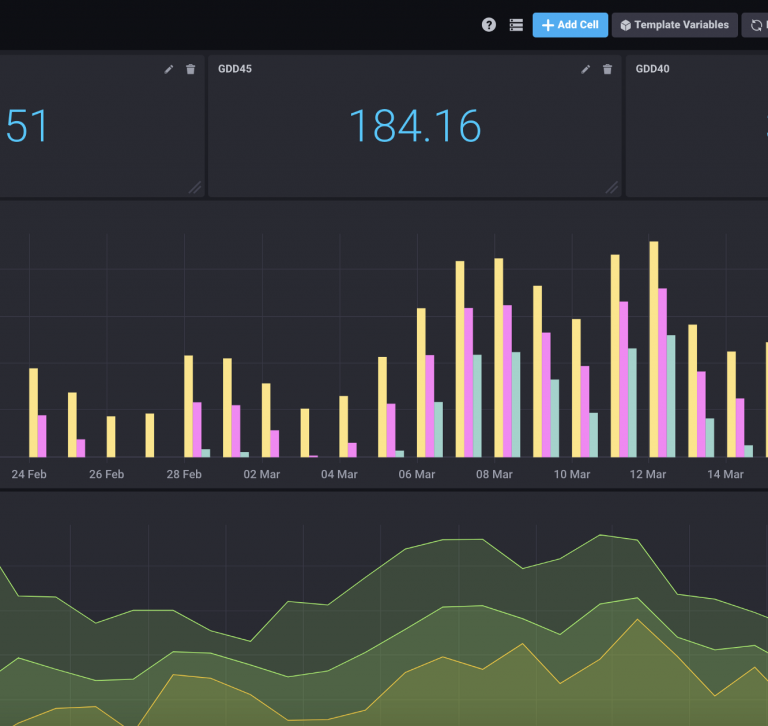 ? Add Cell Template Variables
GDD45 GDD40
51 184.16
24 Feb 26 Feb 28 Feb 02 Mar 04 Mar 06 Mar 08 Mar 10 Mar 12 Mar 14 Mar